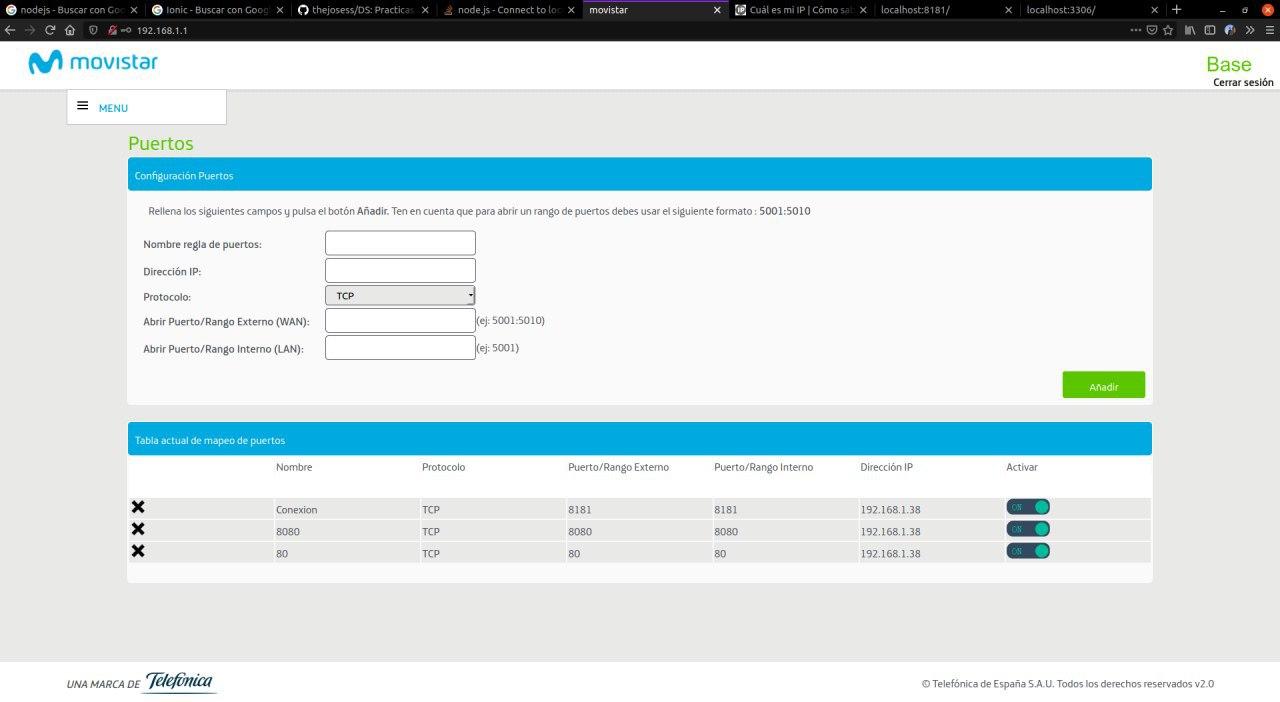 nodejs - Buscar con Goo
Ionic - Buscar con Goog
thejosess/DS: Practicas
node.js - Connect to loc
movistar
Cuál es mi IP | Cómo sab
localhost:8181/
localhost:3306/
192.168.1.1
movistar
Base
Cerrar sesión
MENU
Puertos
Configuración Puertos
Rellena los siguientes campos y pulsa el botón Añadir. Ten en cuenta que para abrir un rango de puertos debes usar el siguiente formato : 5001:5010
Nombre regla de puertos:
Dirección IP:
Protocolo: TCP
Abrir Puerto/Rango Externo (WAN): (ej: 5001:5010)
Abrir Puerto/Rango Interno (LAN): (ej: 5001)
Añadir
Tabla actual de mapeo de puertos
Nombre Protocolo Puerto/Rango Externo Puerto/Rango Interno Dirección IP Activar
Conexion TCP 8181 8181 192.168.1.38 ON
8080 TCP 8080 8080 192.168.1.38 ON
80 TCP 80 80 192.168.1.38 ON
UNA MARCA DE Telefónica
© Telefónica de España S.A.U. Todos los derechos reservados v2.0